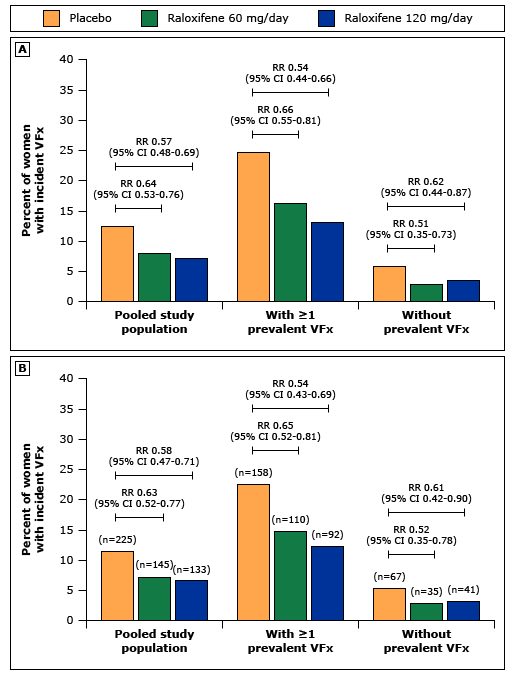 Placebo
Raloxifene 60 mg/day
Raloxifene 120 mg/day
A
Percent of women
with incident VFx
40
35
30
25
20
15
10
5
0
RR 0.57
(95% CI 0.48-0.69)
RR 0.64
(95% CI 0.53-0.76)
RR 0.54
(95% CI 0.44-0.66)
RR 0.66
(95% CI 0.55-0.81)
RR 0.62
(95% CI 0.44-0.87)
RR 0.51
(95% CI 0.35-0.73)
Pooled study
population
With ≥1
prevalent VFx
Without
prevalent VFx
B
Percent of women
with incident VFx
40
35
30
25
20
15
10
5
0
RR 0.58
(95% CI 0.47-0.71)
RR 0.63
(95% CI 0.52-0.77)
(n=225)
(n=145)
(n=133)
RR 0.54
(95% CI 0.43-0.69)
RR 0.65
(95% CI 0.52-0.81)
(n=158)
(n=110)
(n=92)
RR 0.61
(95% CI 0.42-0.90)
RR 0.52
(95% CI 0.35-0.78)
(n=67)
(n=35)
(n=41)
Pooled study
population
With ≥1
prevalent VFx
Without
prevalent VFx